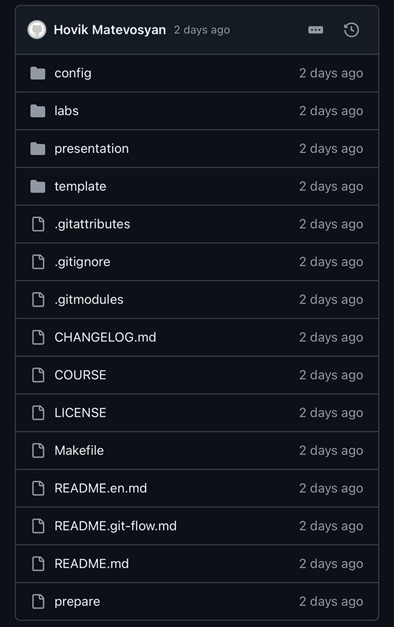 Hovik Matevosyan 2 days ago
config 2 days ago
labs 2 days ago
presentation 2 days ago
template 2 days ago
.gitattributes 2 days ago
.gitignore 2 days ago
.gitmodules 2 days ago
CHANGELOG.md 2 days ago
COURSE 2 days ago
LICENSE 2 days ago
Makefile 2 days ago
README.en.md 2 days ago
README.git-flow.md 2 days ago
README.md 2 days ago
prepare 2 days ago